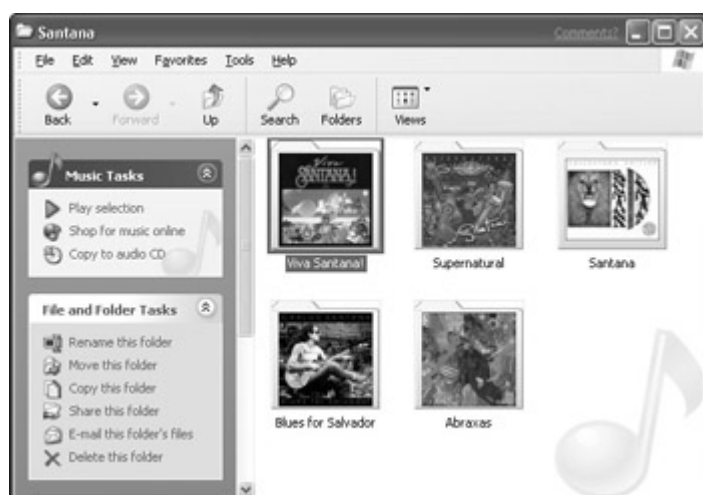 Santana
Comments?
File Edit View Favorites Tools Help
Back Forward Up Search Folders Views
Music Tasks
Play selection
Shop for music online
Copy to audio CD
File and Folder Tasks
Rename this folder
Move this folder
Copy this folder
Share this folder
E-mail this folder's files
Delete this folder
Viva
SANTANA!
Viva Santana!
Supernatural
Santana
Blues for Salvador
Abraxas